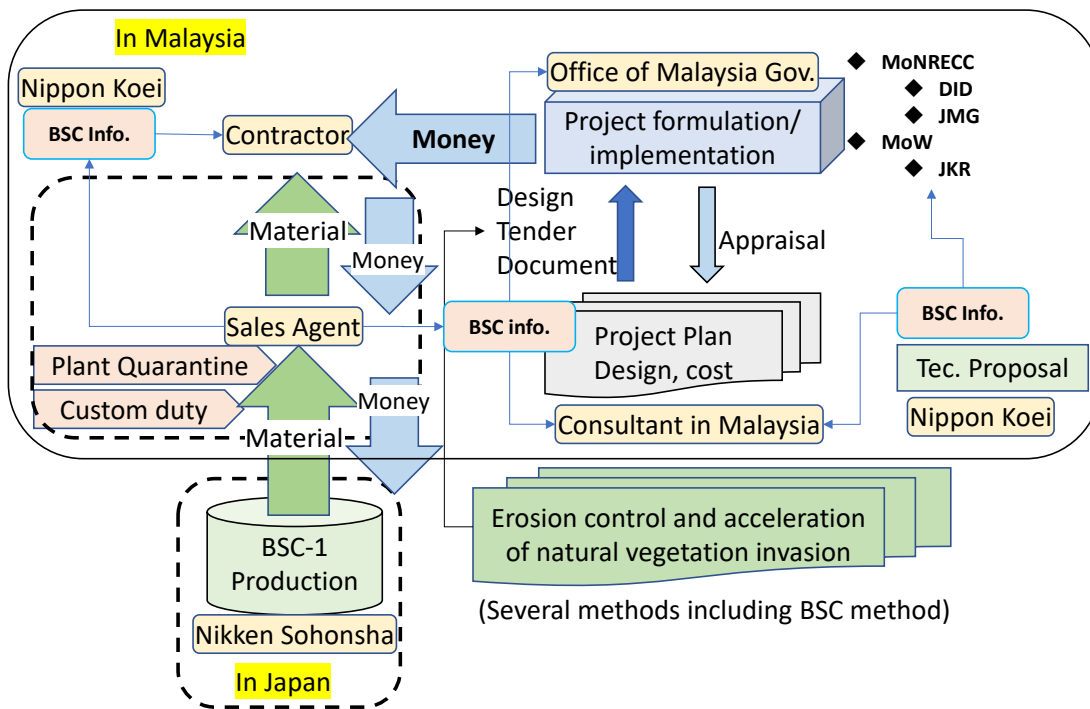 In Malaysia
Nippon Koei
BSC Info.
Contractor
Money
Office of Malaysia Gov.
Project formulation/
implementation
◆ MoNRECC
◆ DID
◆ JMG
◆ MoW
◆ JKR
Material
Money
Design
Tender
Document
Appraisal
Sales Agent
BSC info.
Project Plan
Design, cost
BSC Info.
Tec. Proposal
Nippon Koei
Plant Quarantine
Custom duty
Material
Money
Consultant in Malaysia
BSC-1
Production
Nikken Sohonsha
In Japan
Erosion control and acceleration
of natural vegetation invasion
(Several methods including BSC method)